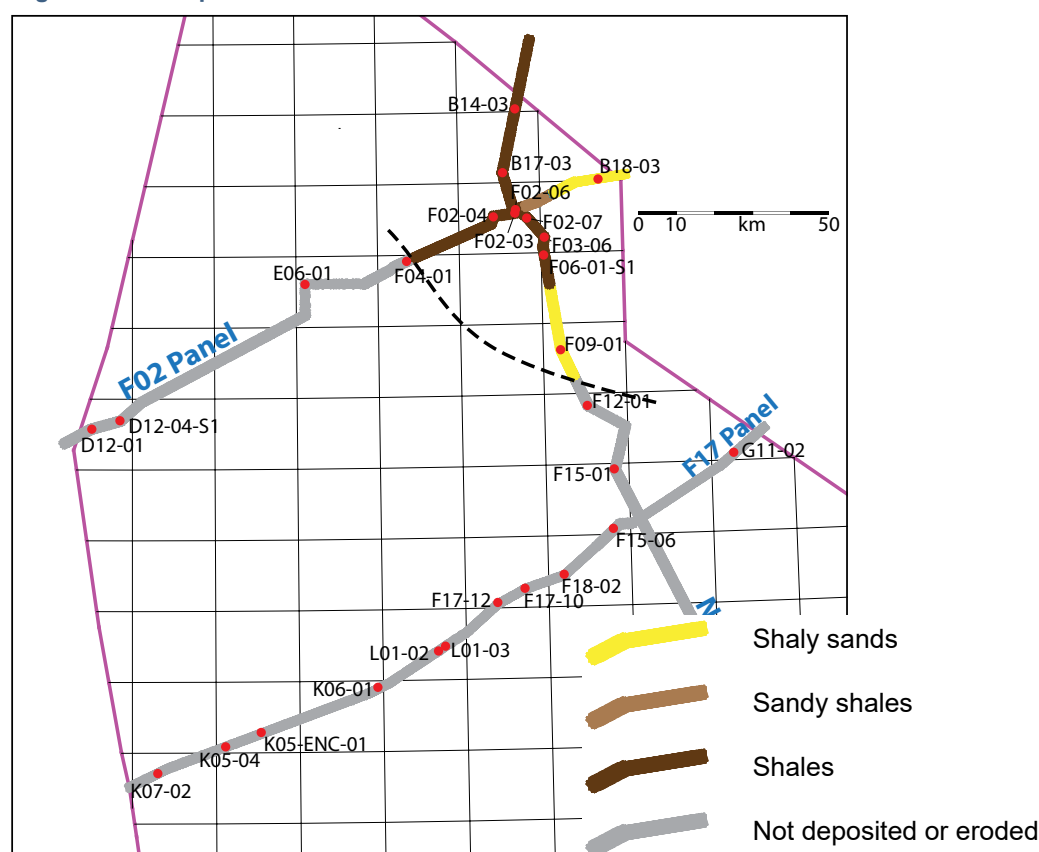 B14-03
B17-03
B18-03
F02-06
F02-04
F02-07
F02-03
F03-06
F06-01-S1
0 10 km 50
E06-01
F04-01
F09-01
F02 Panel
F12-01
D12-04-S1
D12-01
F17 Panel
G11-02
F15-01
F15-06
F18-02
F17-10
F17-12
L01-03
L01-02
K06-01
K05-ENC-01
K05-04
K07-02
N
Shaly sands
Sandy shales
Shales
Not deposited or eroded